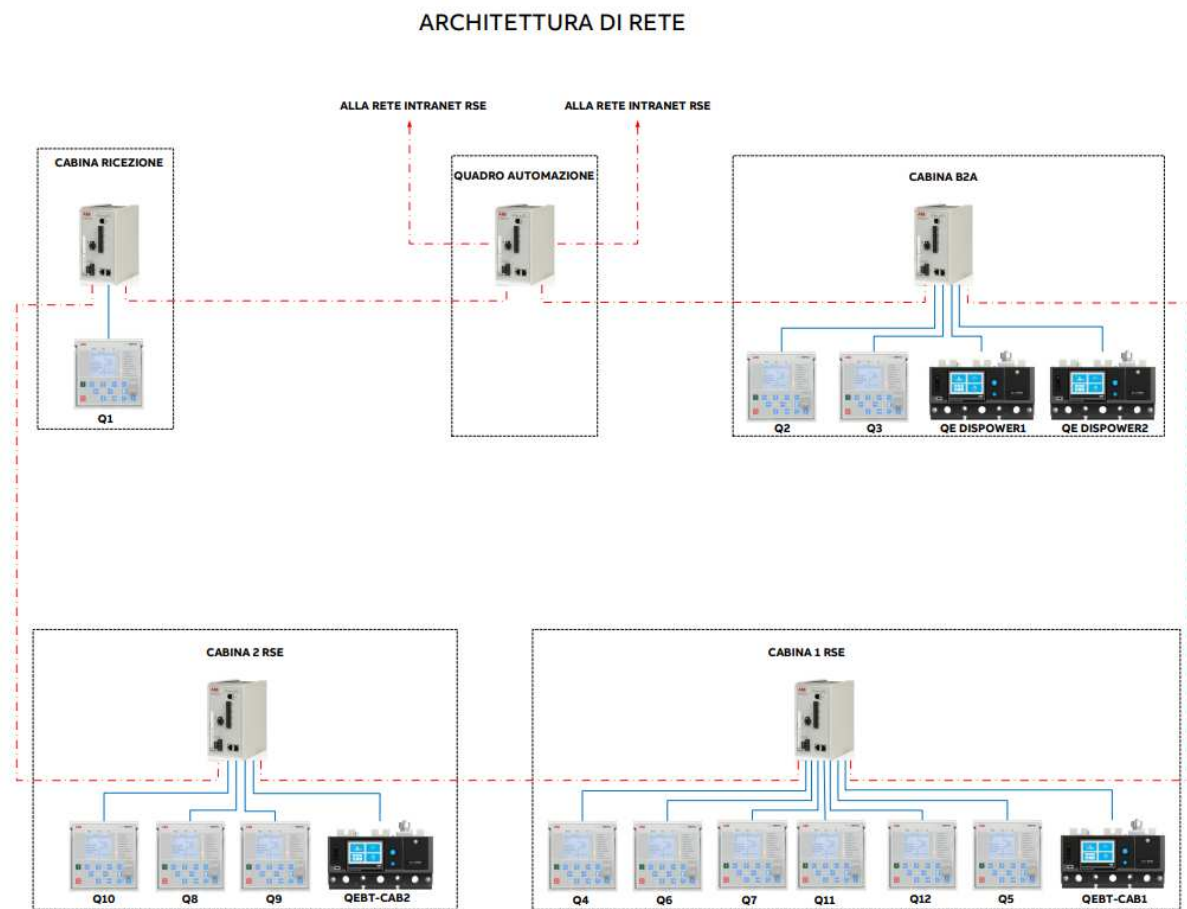 ARCHITETTURA DI RETE
ALLA RETE INTRANET RSE
ALLA RETE INTRANET RSE
CABINA RICEZIONE
QUADRO AUTOMAZIONE
CABINA B2A
Q1
Q2
Q3
QE DISPOWER1
QE DISPOWER2
CABINA 2 RSE
CABINA 1 RSE
Q10
Q8
Q9
QEBT-CAB2
Q4
Q6
Q7
Q11
Q12
Q5
QEBT-CAB1